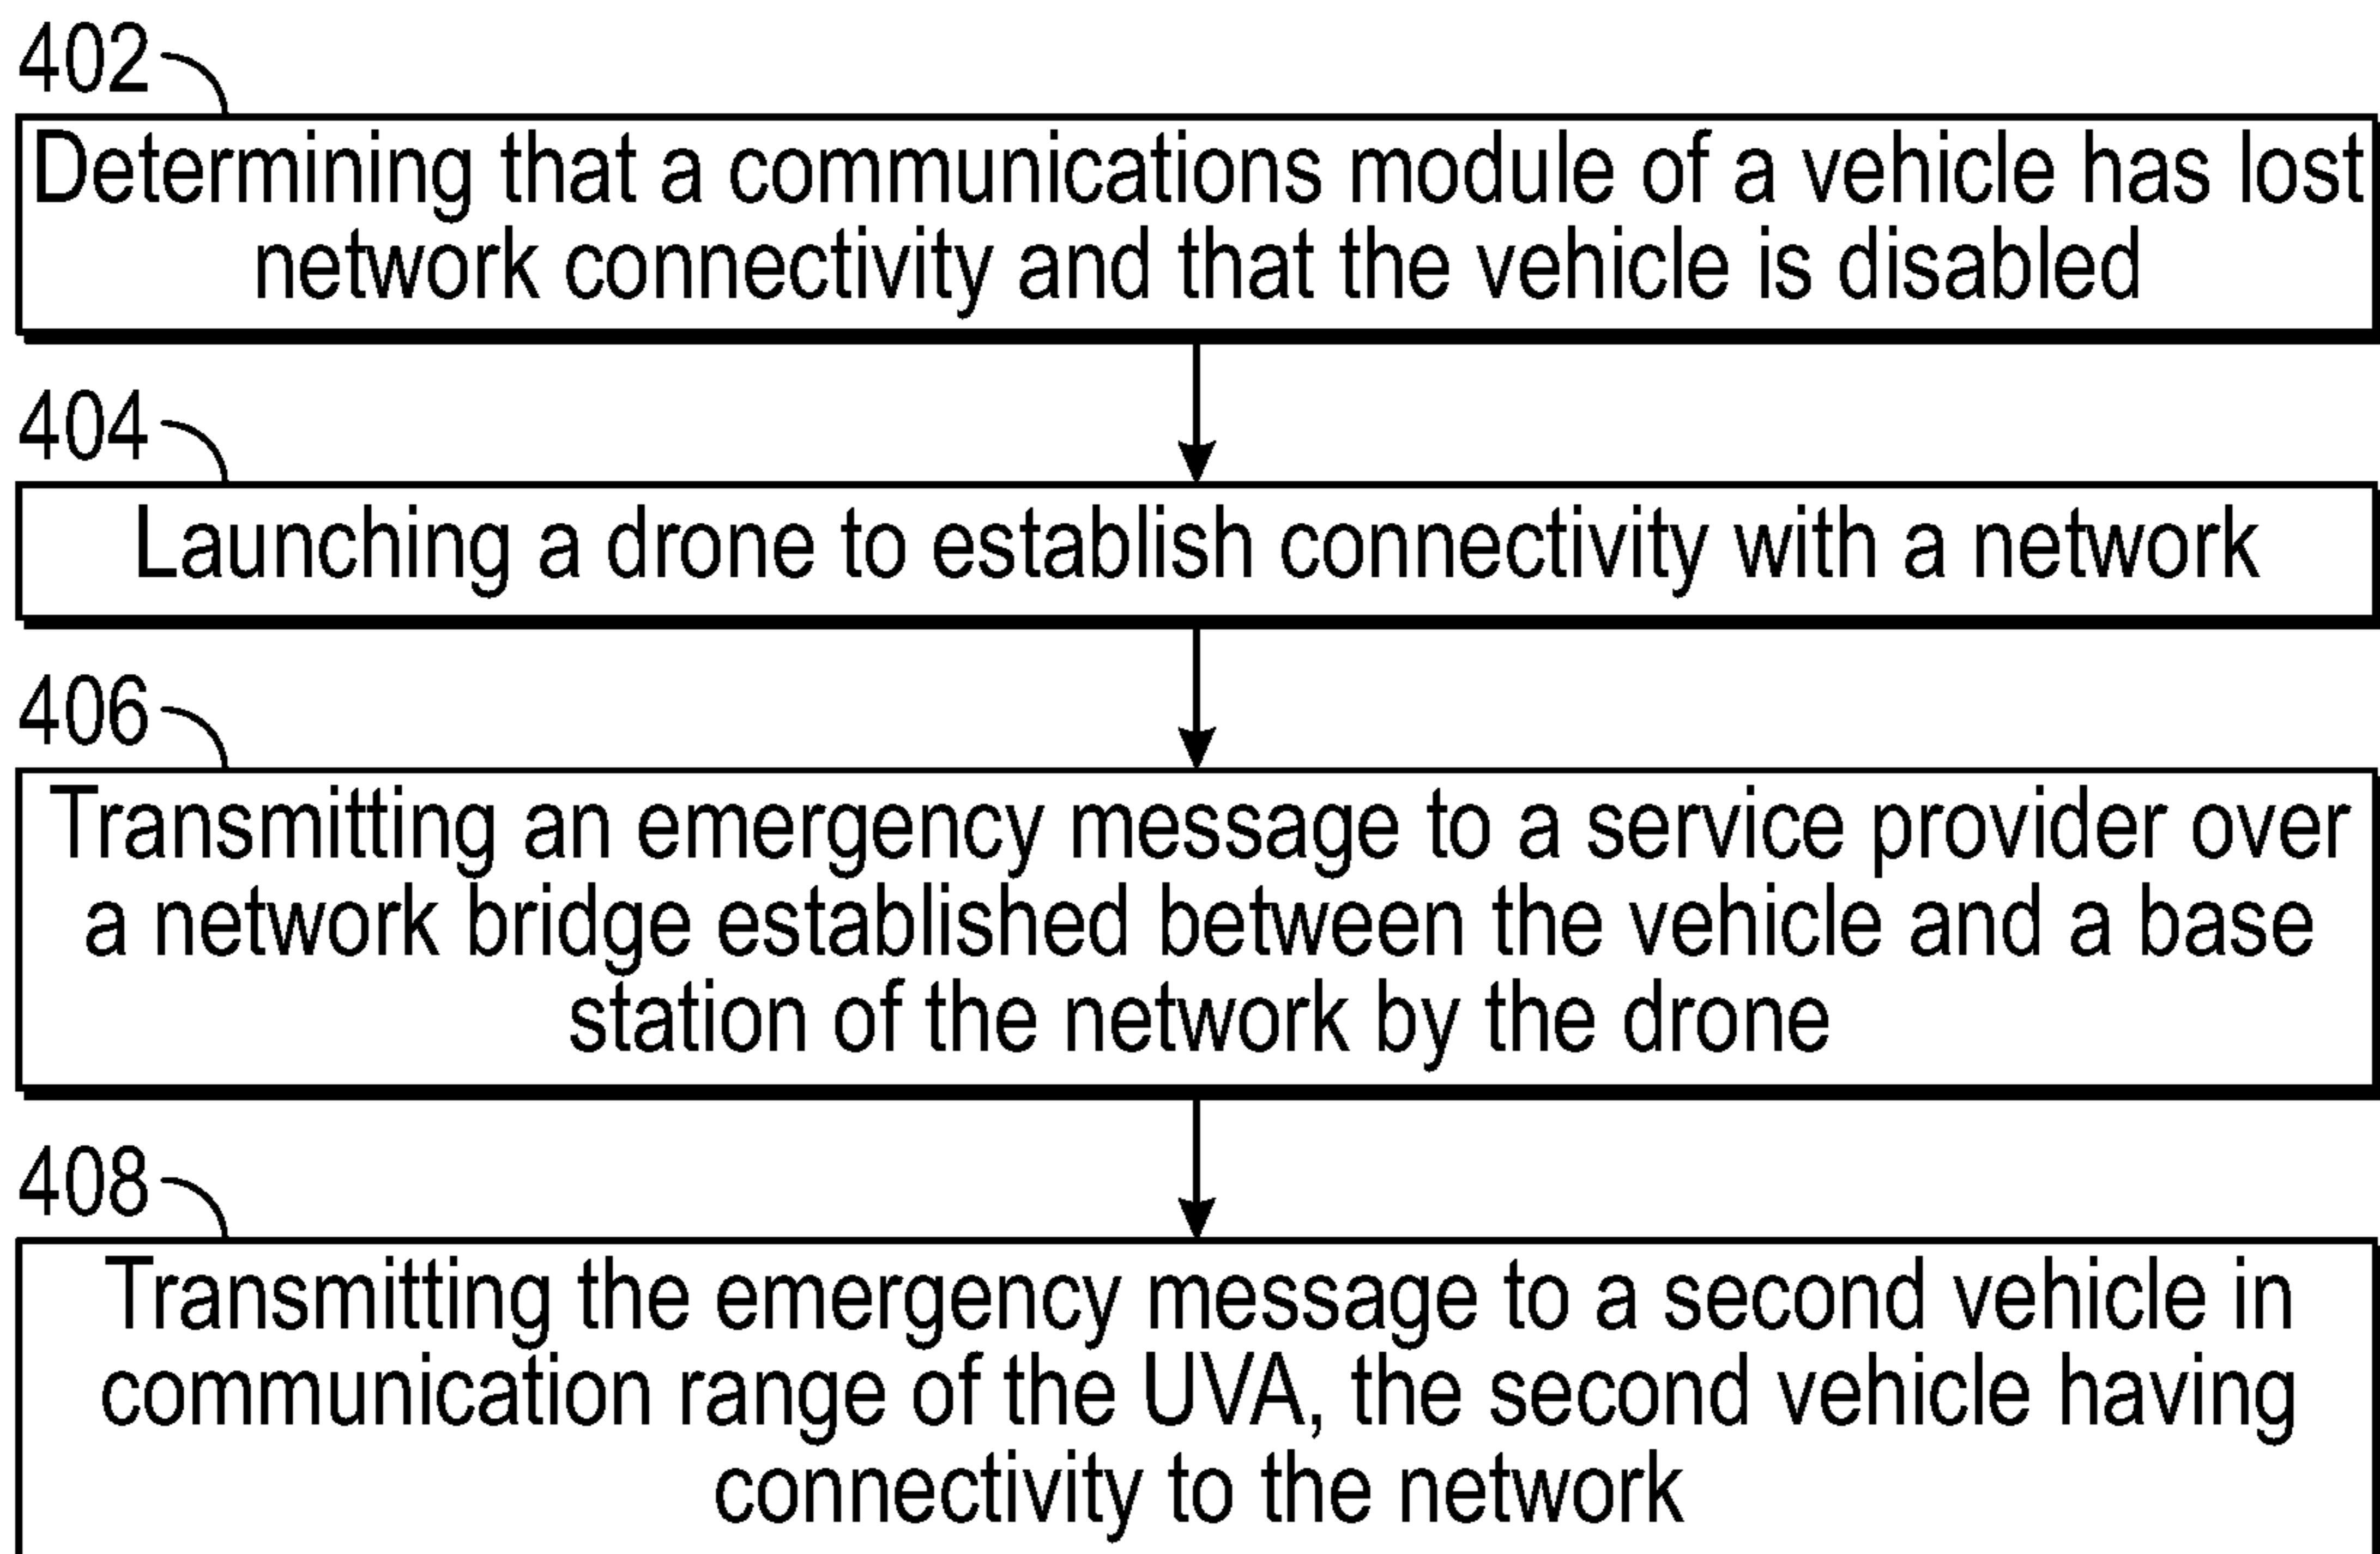 402
Determining that a communications module of a vehicle has lost
network connectivity and that the vehicle is disabled
404
Launching a drone to establish connectivity with a network
406
Transmitting an emergency message to a service provider over
a network bridge established between the vehicle and a base
station of the network by the drone
408
Transmitting the emergency message to a second vehicle in
communication range of the UVA, the second vehicle having
connectivity to the network